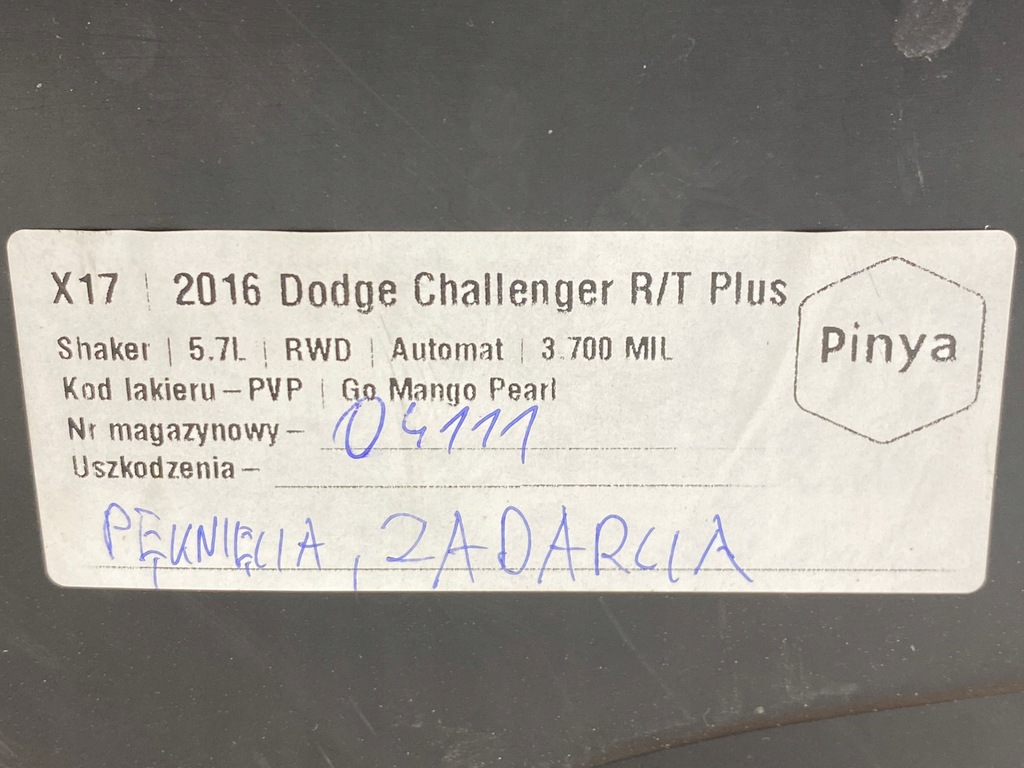 X17 | 2016 Dodge Challenger R/T Plus
Shaker | 5.7L | RWD | Automat | 3.700 MIL
Kod lakieru – PVP | Go Mango Pearl
Nr magazynowy – 04111
Uszkodzenia –
PĘKNIĘCIA, ZADARCIA
Pinya